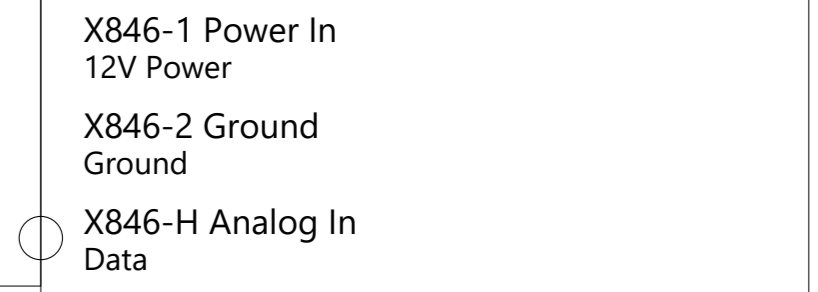 X846-1 Power In
12V Power
X846-2 Ground
Ground
X846-H Analog In
Data